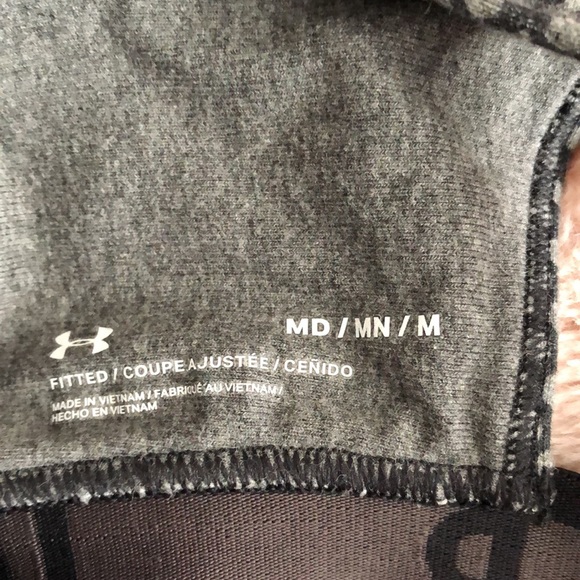 MD / MN / M
FITTED / COUPE AJUSTÉE / CEÑIDO
MADE IN VIETNAM / FABRIQUÉ AU VIETNAM /
HECHO EN VIETNAM